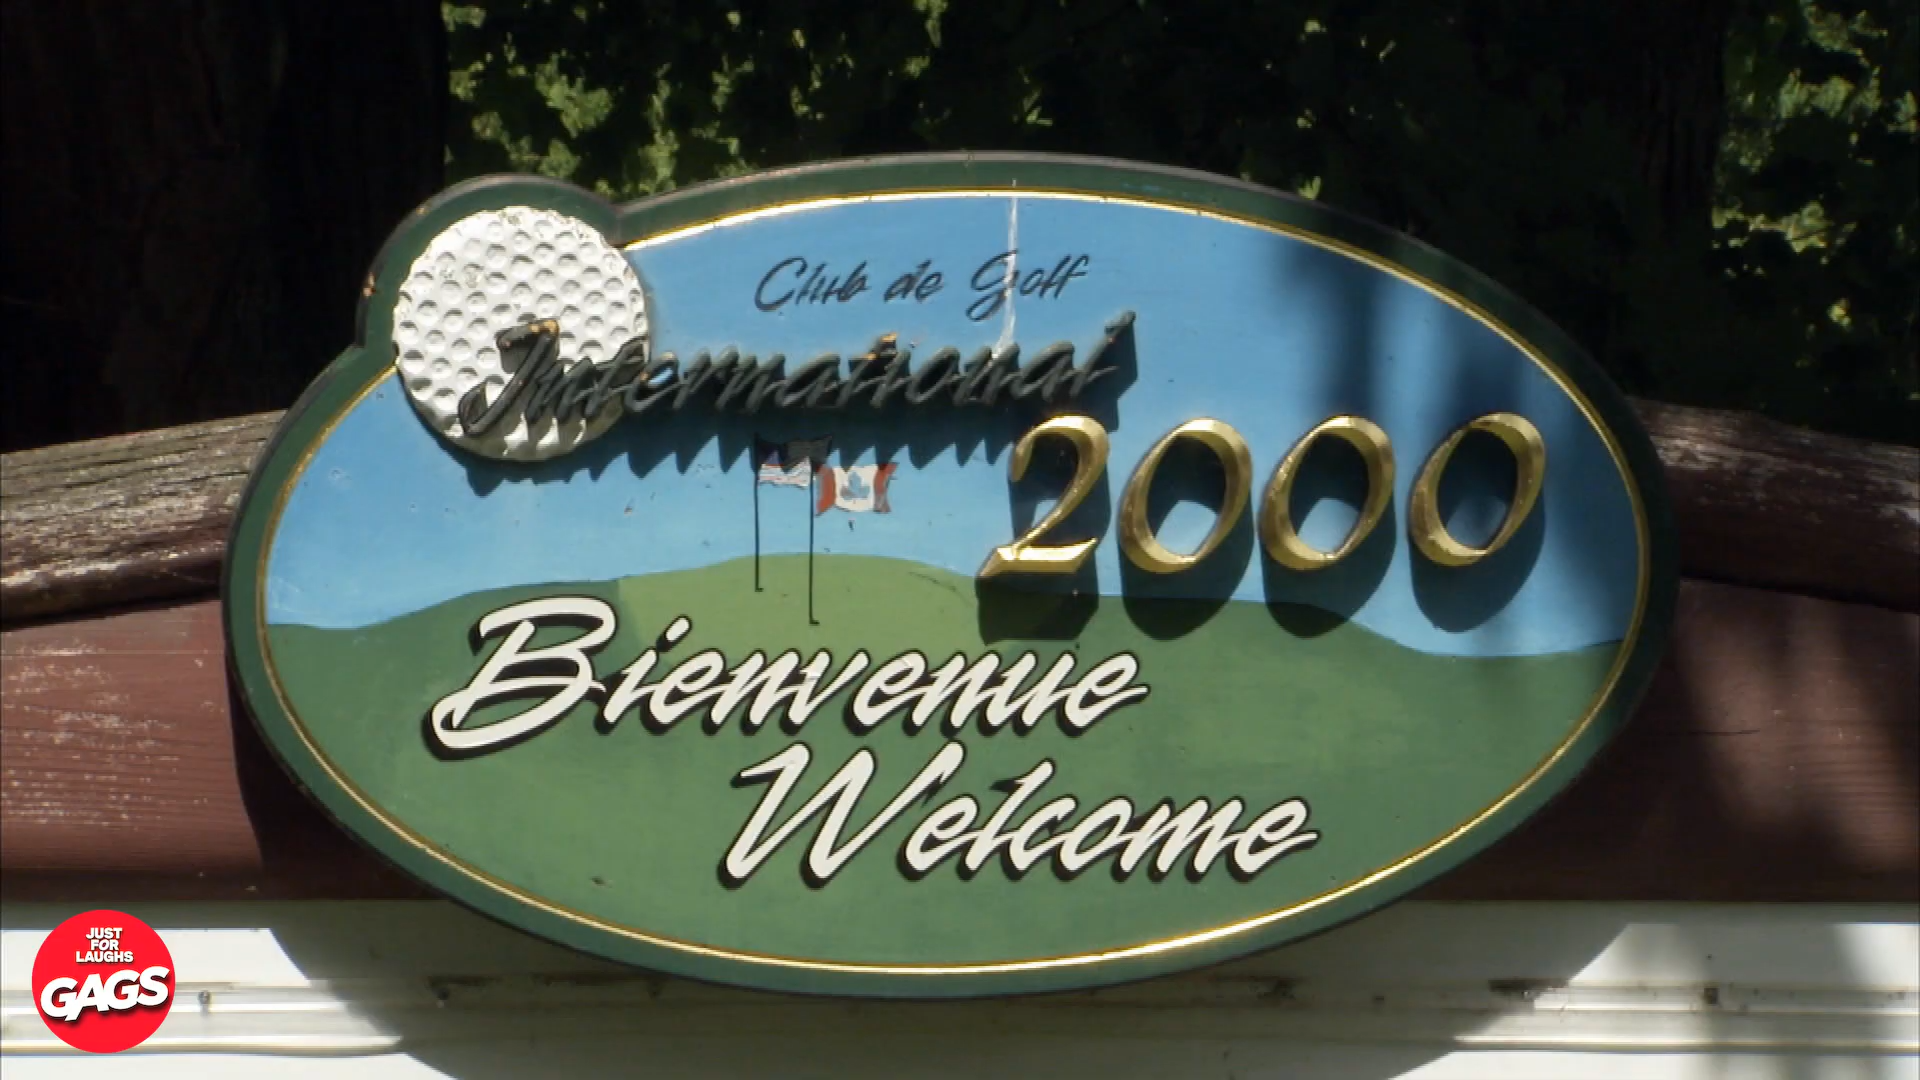 Club de Golf
International
2000
Bienvenue
Welcome
JUST
FOR
LAUGHS
GAGS